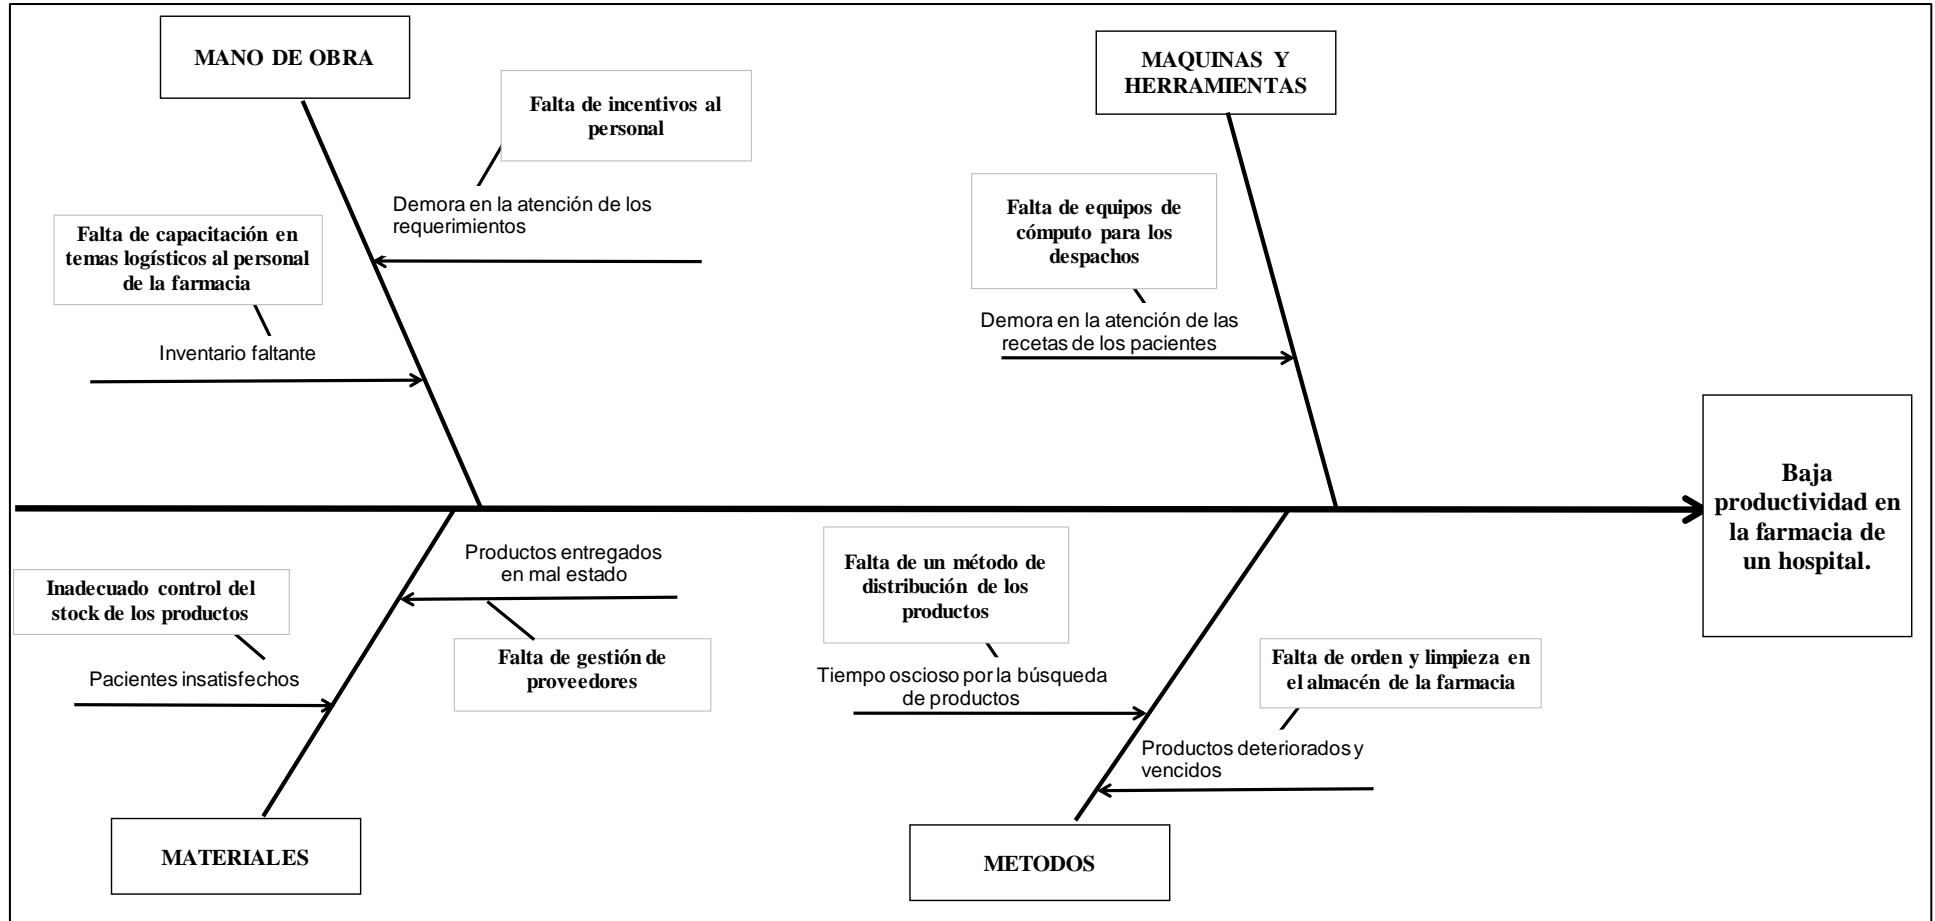 MANO DE OBRA
Falta de incentivos al
personal
Demora en la atención de los
requerimientos
Falta de capacitación en
temas logísticos al personal
de la farmacia
Inventario faltante
MAQUINAS Y
HERRAMIENTAS
Falta de equipos de
cómputo para los
despachos
Demora en la atención de las
recetas de los pacientes
Baja
productividad en
la farmacia de
un hospital.
Productos entregados
en mal estado
Inadecuado control del
stock de los productos
Falta de gestión de
proveedores
Pacientes insatisfechos
MATERIALES
Falta de un método de
distribución de los
productos
Tiempo oscioso por la búsqueda
de productos
Falta de orden y limpieza en
el almacén de la farmacia
Productos deteriorados y
vencidos
METODOS